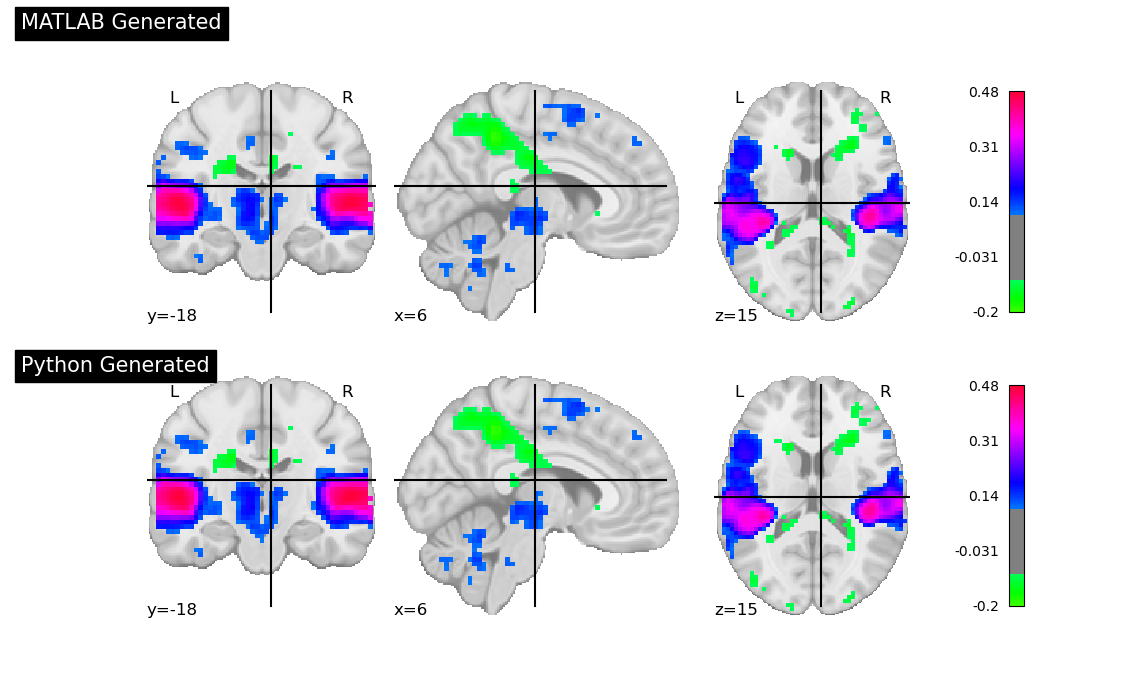 MATLAB Generated
L R L R
0.48
0.31
0.14
-0.031
-0.2
y=-18 x=6 z=15
Python Generated
L R L R
0.48
0.31
0.14
-0.031
-0.2
y=-18 x=6 z=15